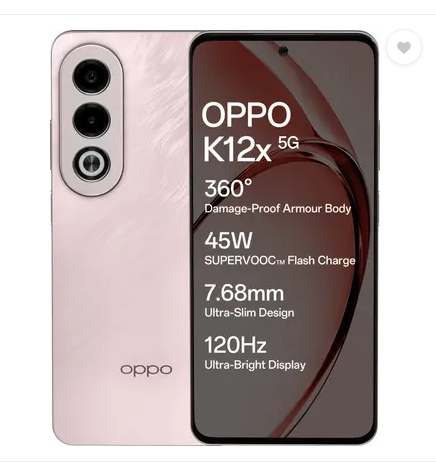 OPPO
K12x 5G
360°
Damage-Proof Armour Body
45W
SUPERVOOC™ Flash Charge
7.68mm
Ultra-Slim Design
120Hz
Ultra-Bright Display
oppo